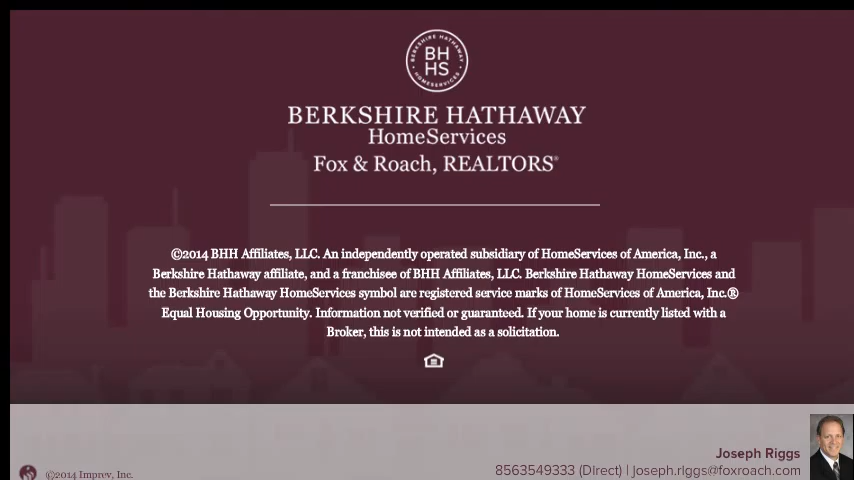 BERKSHIRE HATHAWAY
HOMESERVICES
BH
HS
BERKSHIRE HATHAWAY
HomeServices
Fox & Roach, REALTORS®
©2014 BHH Affiliates, LLC. An independently operated subsidiary of HomeServices of America, Inc., a
Berkshire Hathaway affiliate, and a franchisee of BHH Affiliates, LLC. Berkshire Hathaway HomeServices and
the Berkshire Hathaway HomeServices symbol are registered service marks of HomeServices of America, Inc.®
Equal Housing Opportunity. Information not verified or guaranteed. If your home is currently listed with a
Broker, this is not intended as a solicitation.
Joseph Riggs
8563549333 (Direct) | joseph.riggs@foxroach.com
©2014 Imprev, Inc.